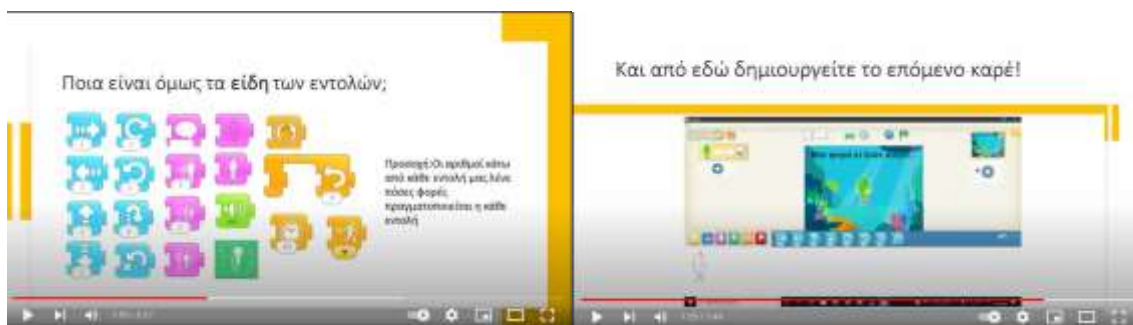 Ποια είναι όμως τα είδη των εντολών;
Προσοχή:Οι αριθμοί κάτω
από κάθε εντολή μας λένε
πόσες φορές
πραγματοποιείται η κάθε
εντολή
Και από εδώ δημιουργείτε το επόμενο καρέ!